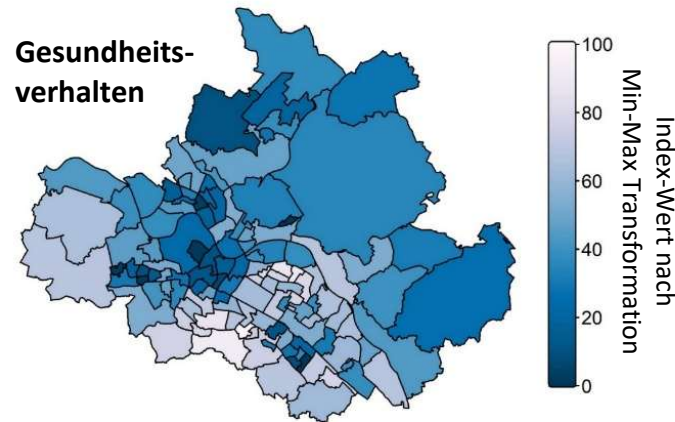 Gesundheits-
verhalten
100
80
60
40
20
0
Index-Wert nach
Min-Max Transformation